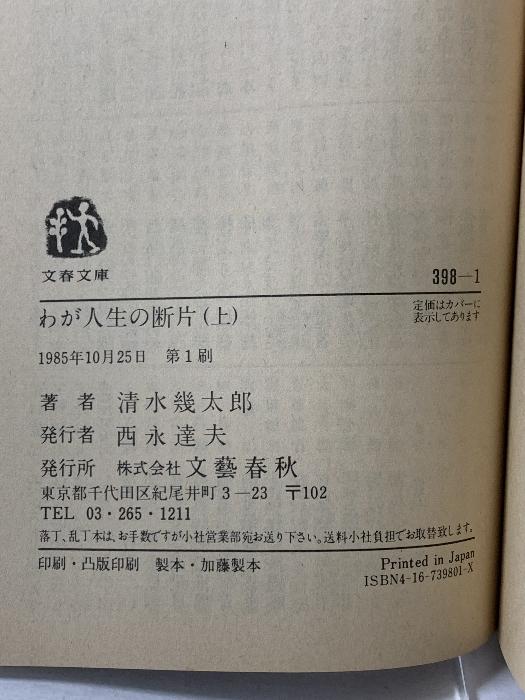 文春文庫
398—1
わが人生の断片(上)
定価はカバーに
表示してあります
1985年10月25日 第1刷
著者 清水幾太郎
発行者 西永達夫
発行所 株式会社 文藝春秋
東京都千代田区紀尾井町3—23 〒102
TEL 03・265・1211
落丁、乱丁本は、お手数ですが小社営業部宛お送り下さい。送料小社負担でお取替致します。
印刷・凸版印刷 製本・加藤製本
Printed in Japan
ISBN4-16-739801-X